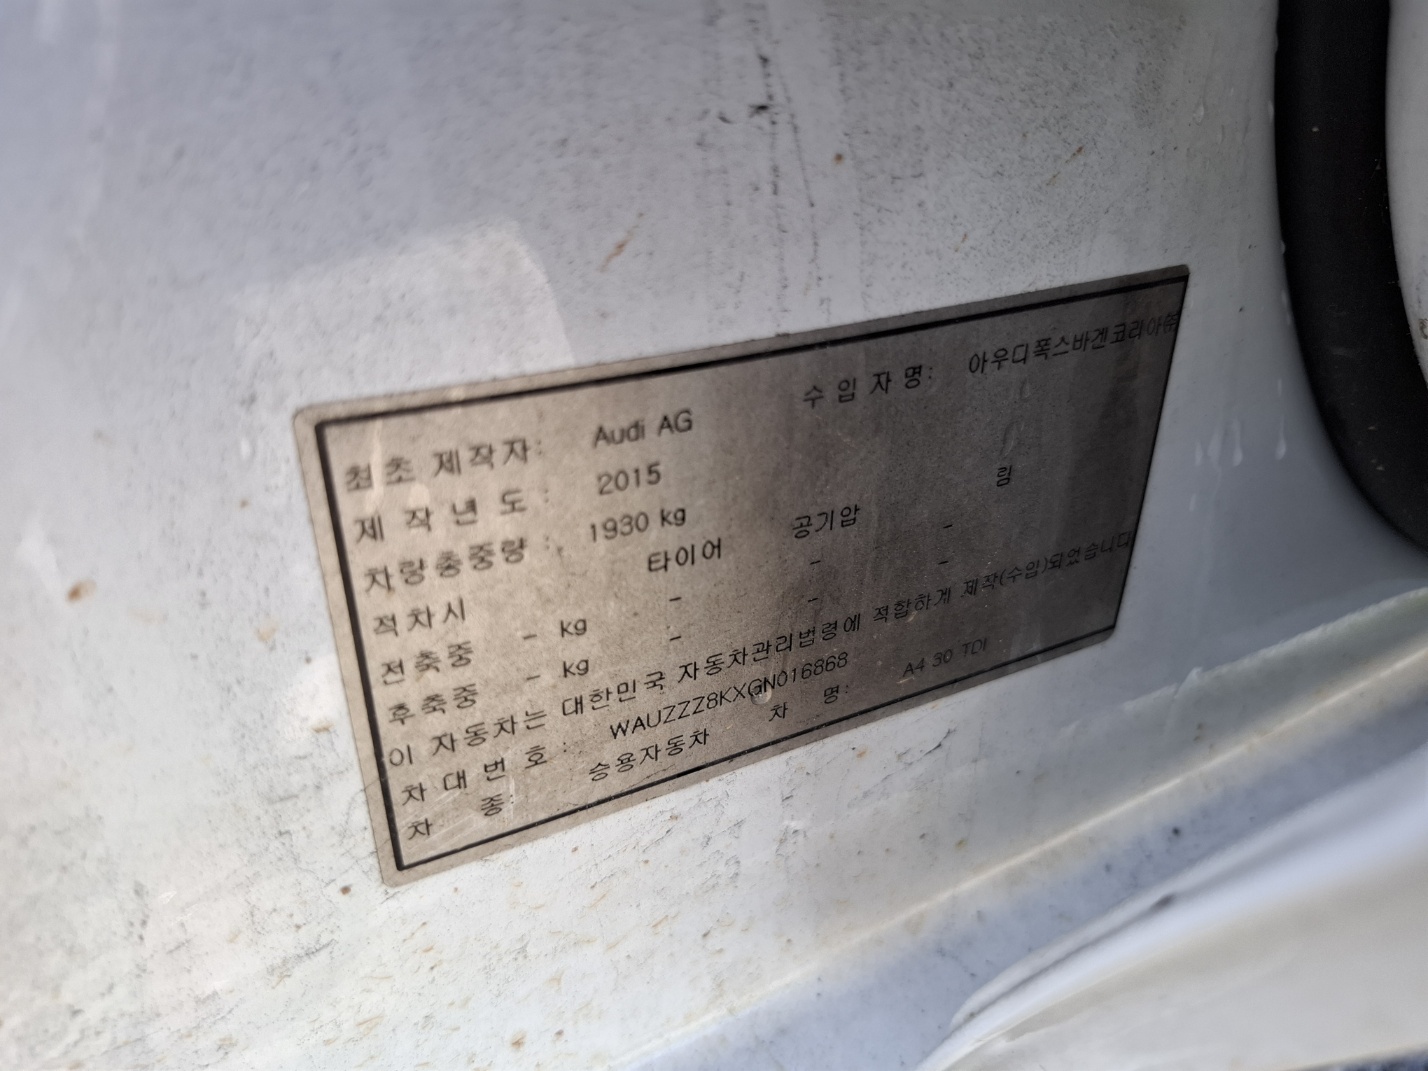 최초 제작자: Audi AG 수 입 자 명: 아우디폭스바겐코리아㈜
제 작 년 도 : 2015
차량총중량 : 1930 kg
적차시 타이어 공기압 림
전축중 - kg - - -
후축중 - kg - - -
이 자동차는 대한민국 자동차관리법령에 적합하게 제작(수입)되었습니다
차 대 번 호 : WAUZZZ8KXGN016868
차 종: 승용자동차 차 명: A4 30 TDI